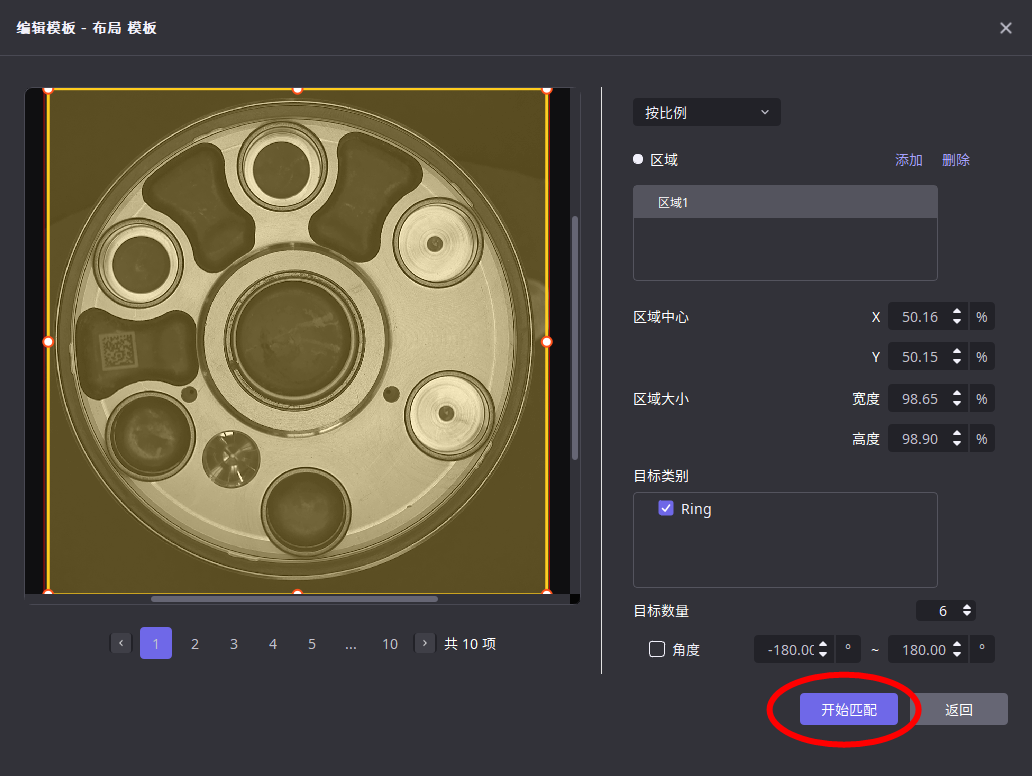 编辑模板 - 布局 模板
按比例
区域 添加 删除
区域1
区域中心 X 50.16 %
Y 50.15 %
区域大小 宽度 98.65 %
高度 98.90 %
目标类别
Ring
目标数量 6
角度 -180.00 ° ~ 180.00 °
1 2 3 4 5 ... 10 共 10 项
开始匹配 返回